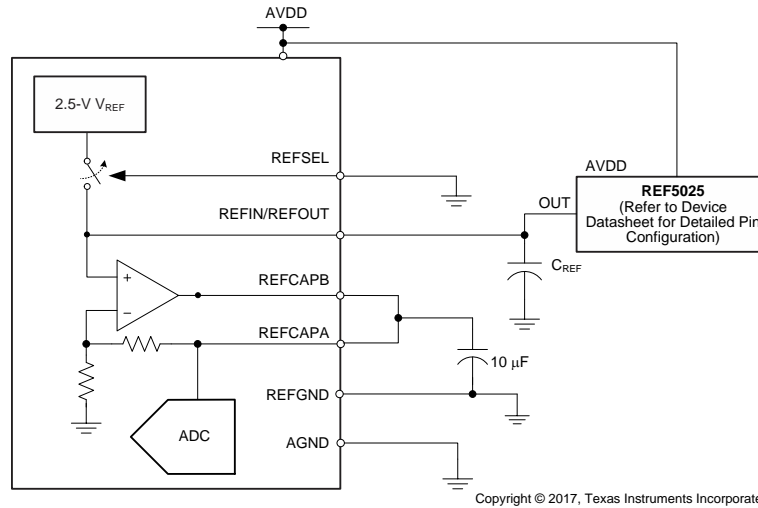 AVDD
2.5-V VREF
REFSEL
AVDD
REF5025
(Refer to Device
Datasheet for Detailed Pin
Configuration)
OUT
REFIN/REFOUT
CREF
+
−
REFCAPB
REFCAPA
10 μF
REFGND
ADC
AGND
Copyright © 2017, Texas Instruments Incorporate